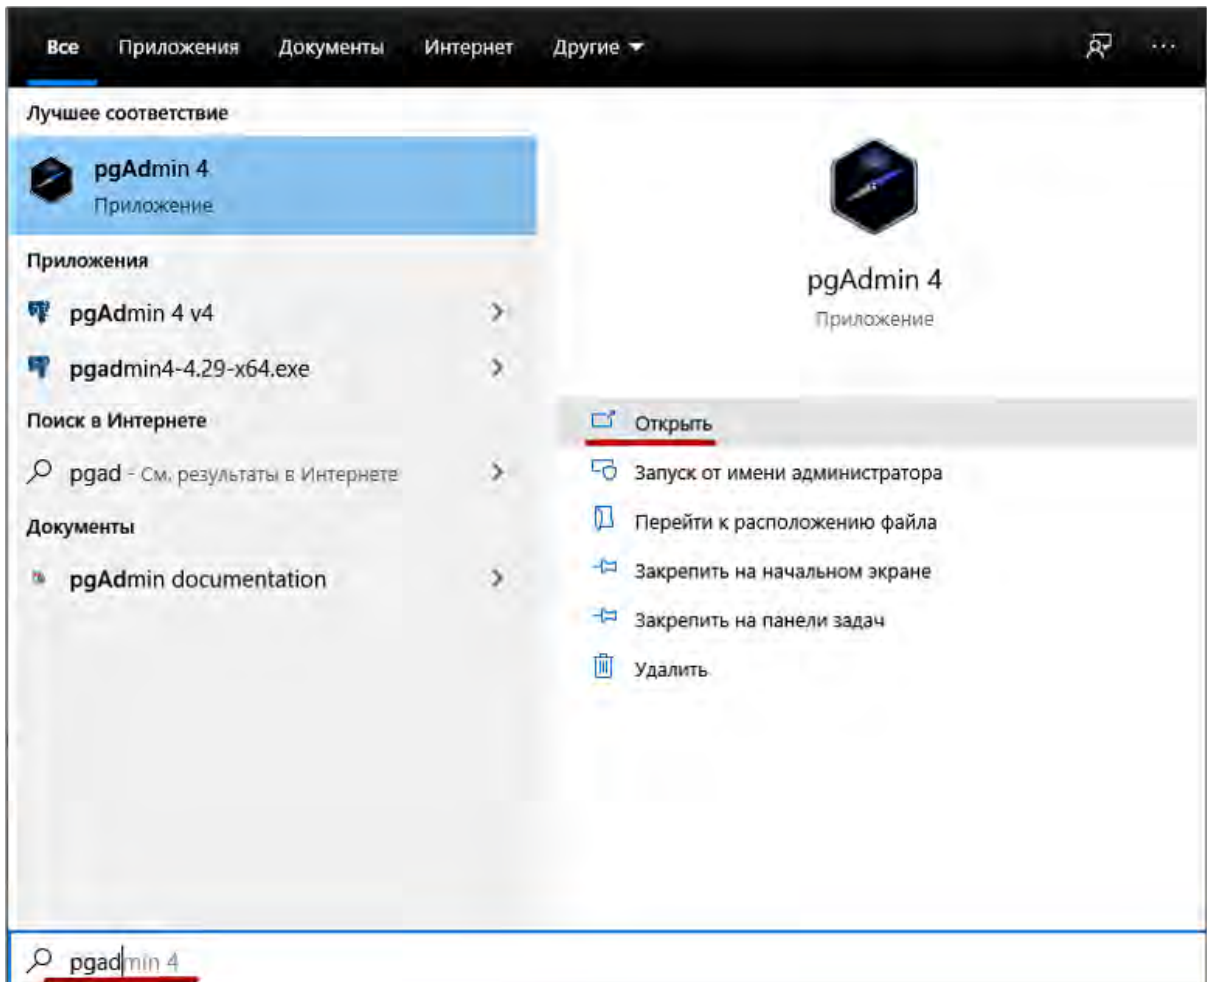 Все Приложения Документы Интернет Другие
Лучшее соответствие
pgAdmin 4
Приложение
Приложения
pgAdmin 4 v4
pgadmin4-4.29-x64.exe
Поиск в Интернете
pgad - См. результаты в Интернете
Документы
pgAdmin documentation
pgAdmin 4
Приложение
Открыть
Запуск от имени администратора
Перейти к расположению файла
Закрепить на начальном экране
Закрепить на панели задач
Удалить
pgadmin 4